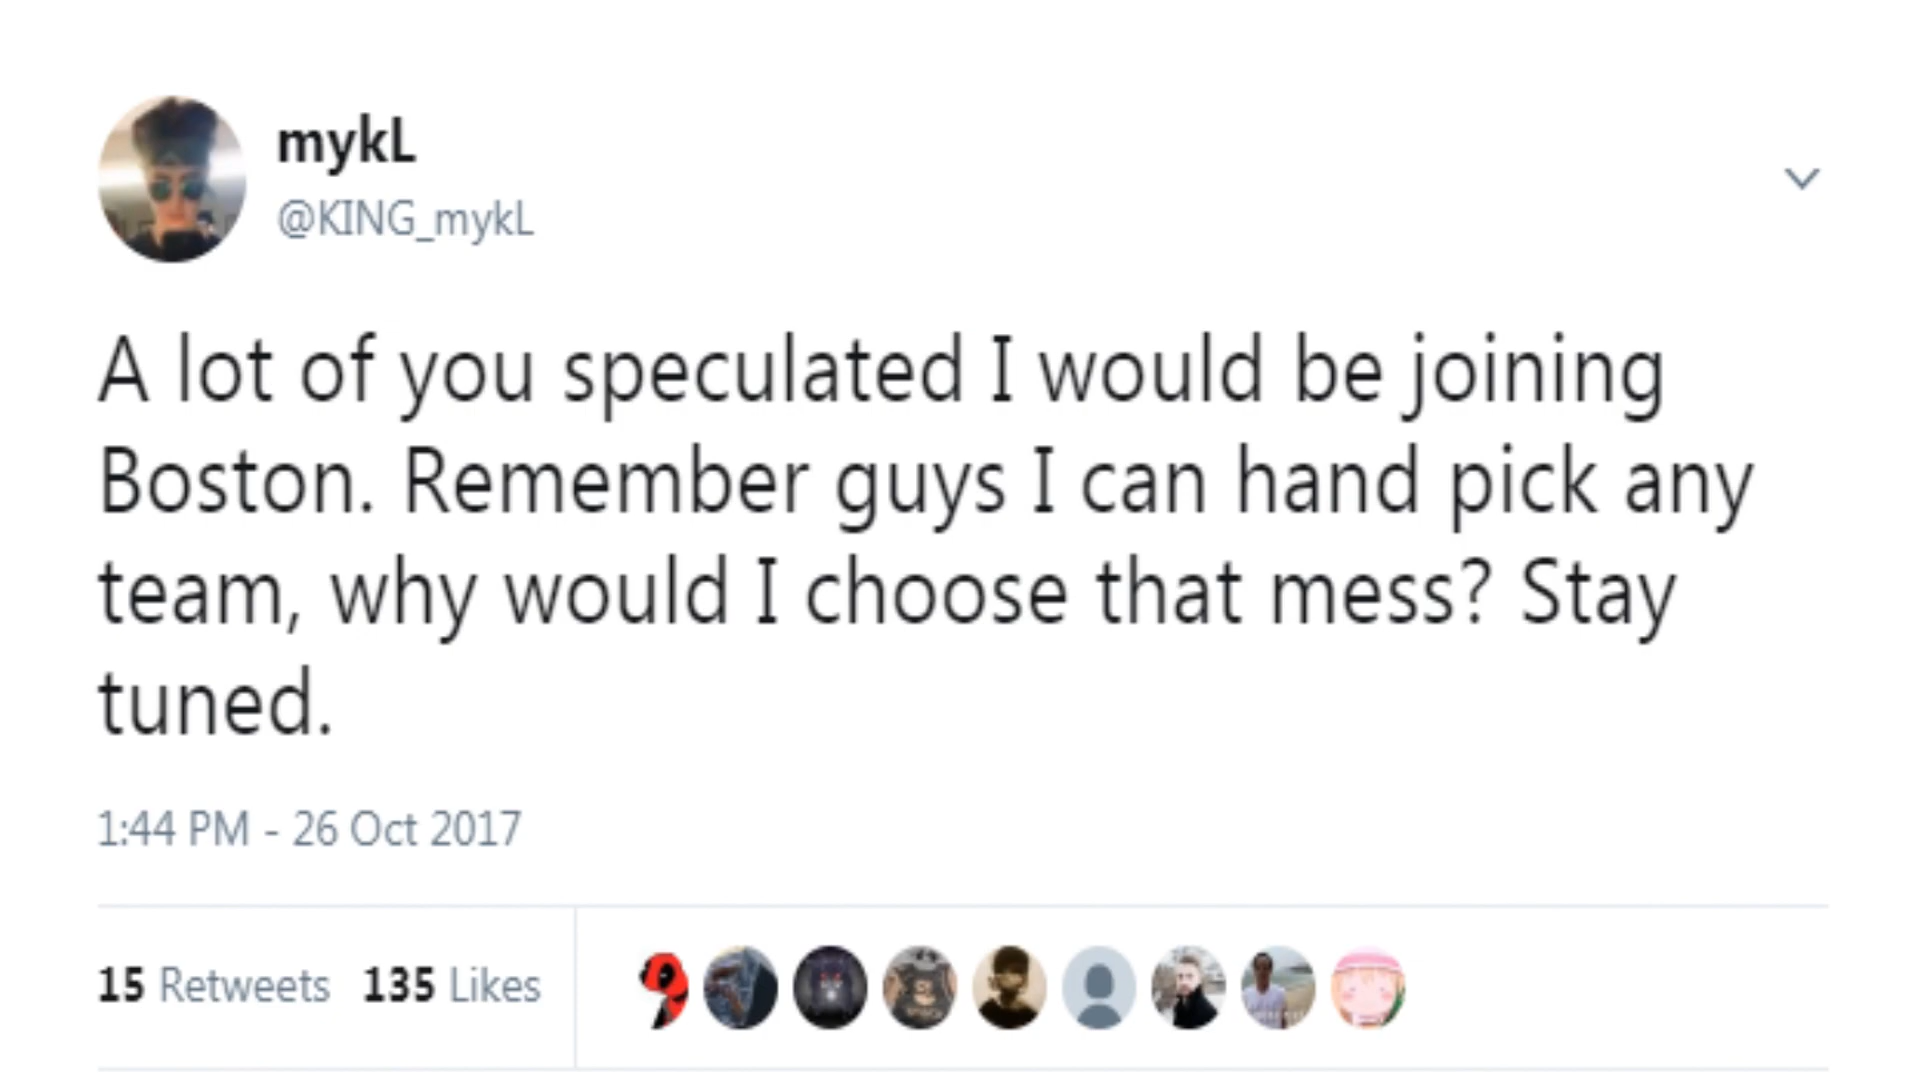 mykL
@KING_mykL
A lot of you speculated I would be joining
Boston. Remember guys I can hand pick any
team, why would I choose that mess? Stay
tuned.
1:44 PM - 26 Oct 2017
15 Retweets 135 Likes